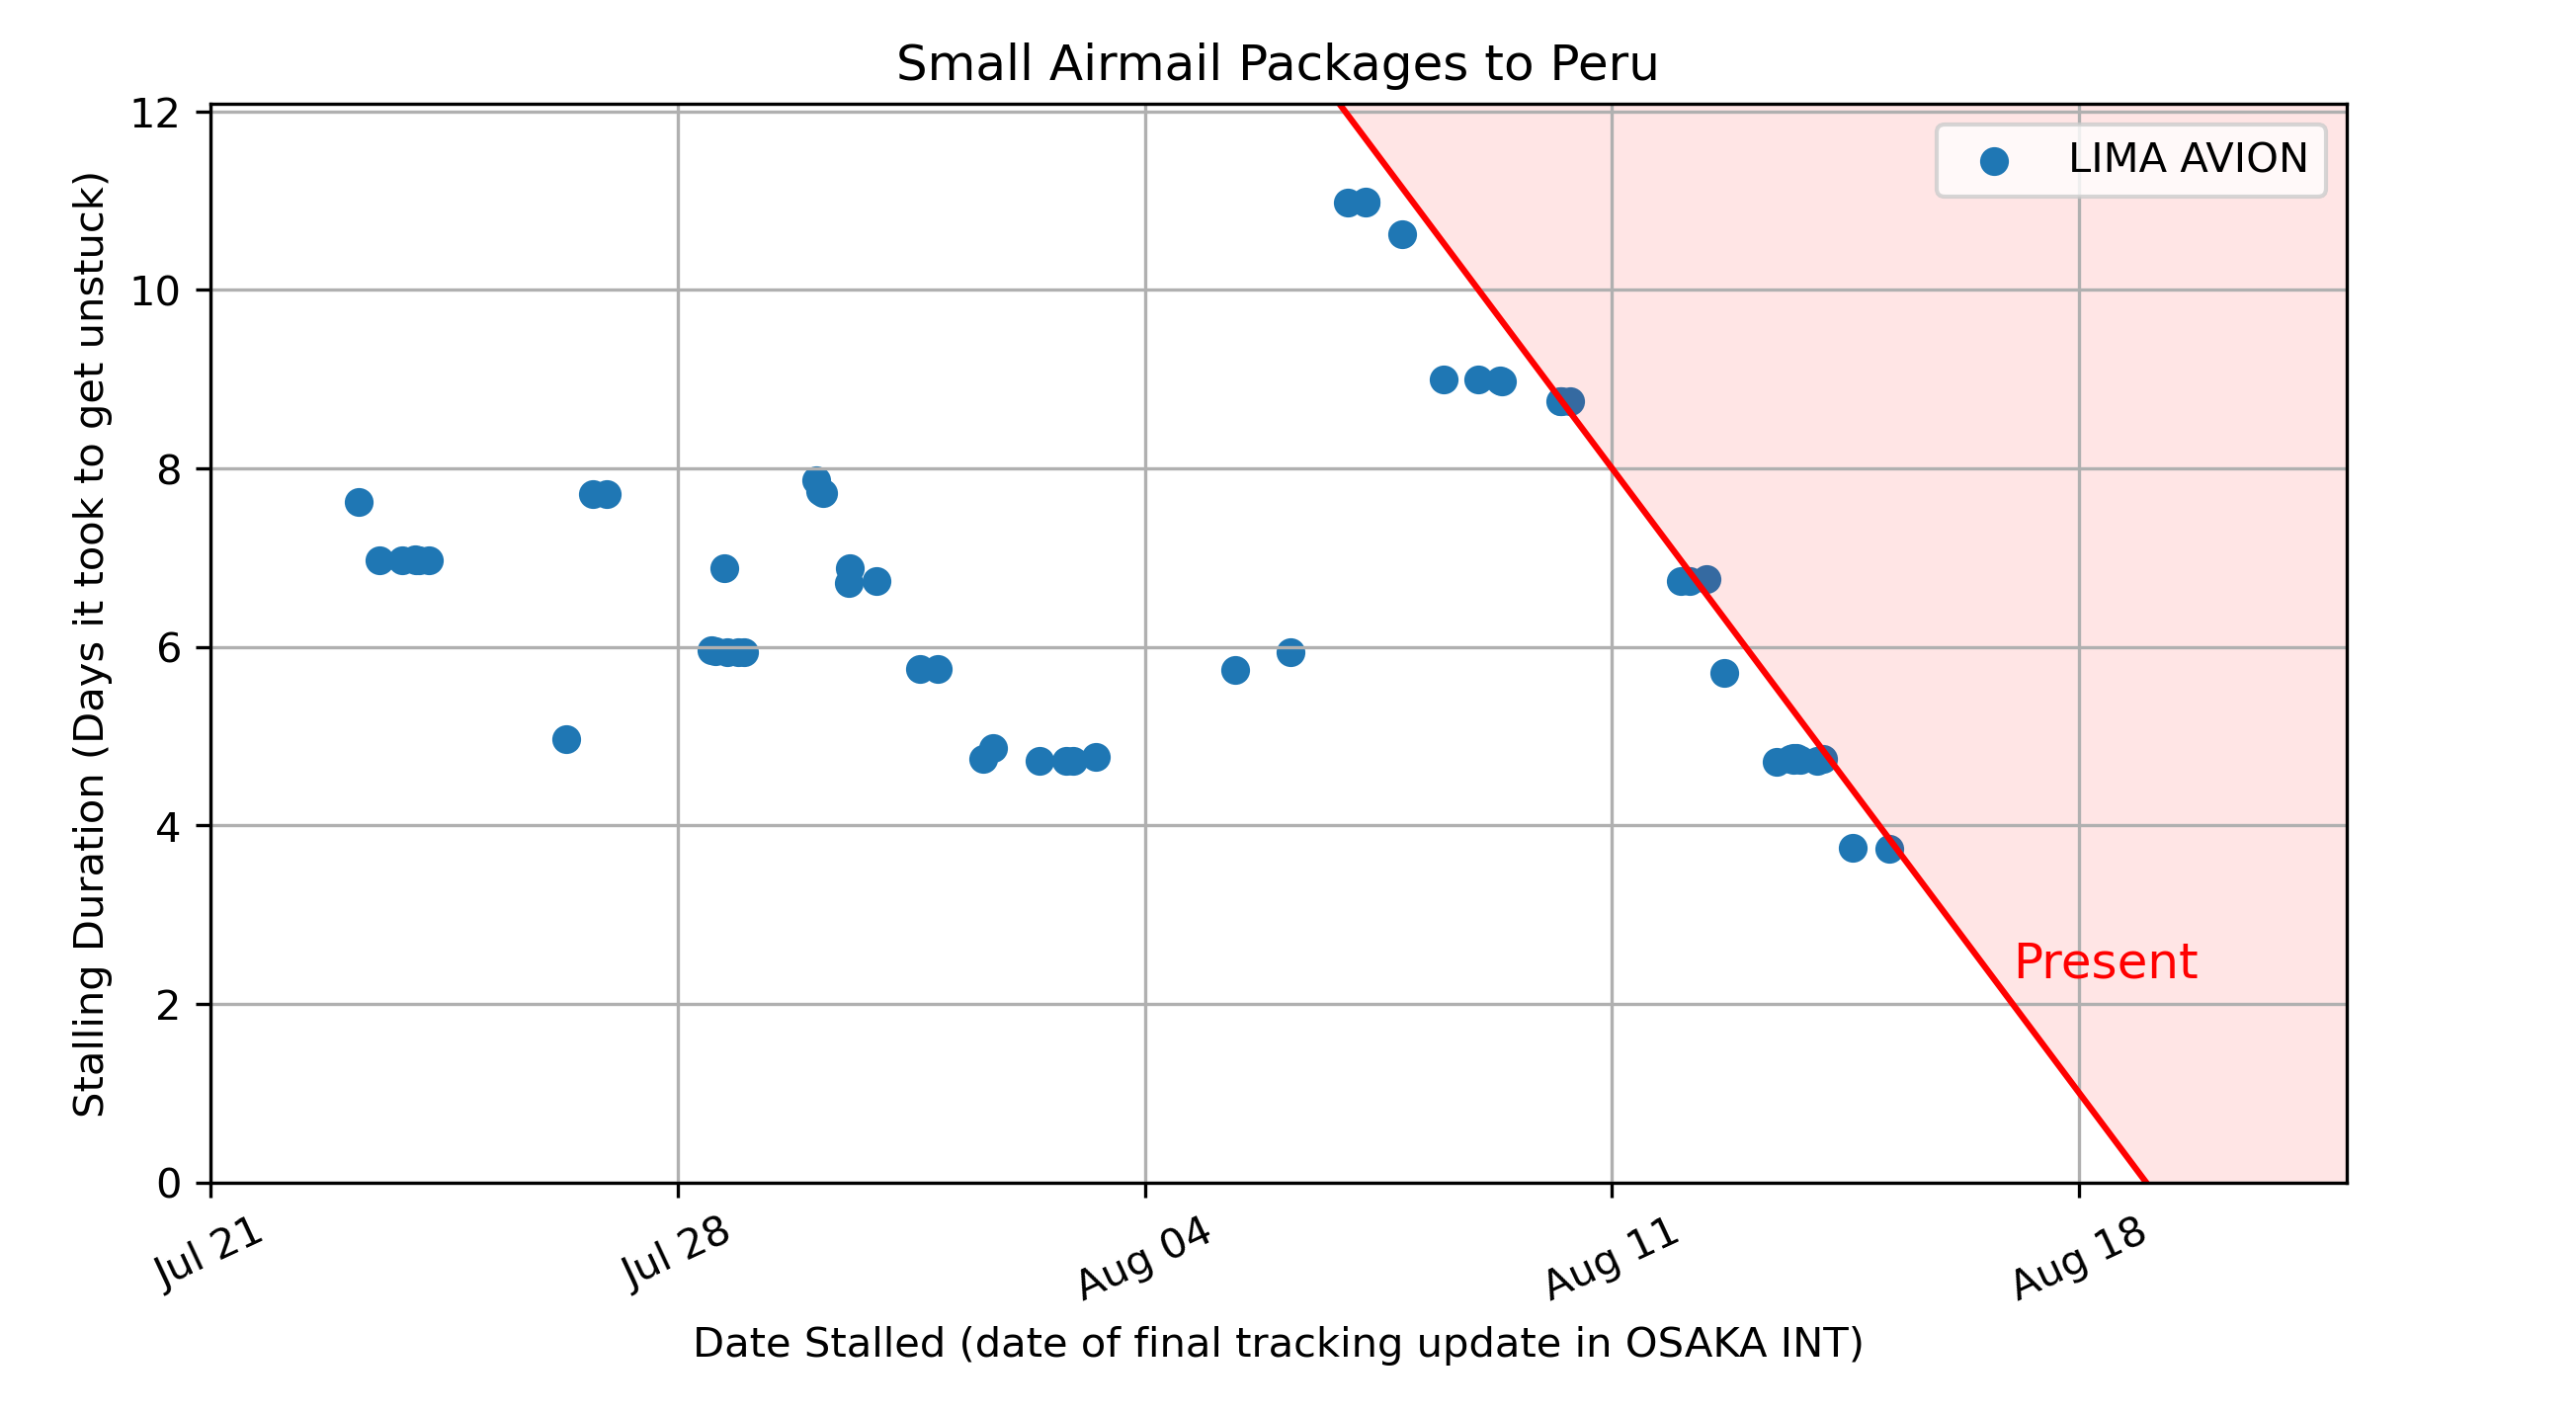 Small Airmail Packages to Peru
LIMA AVION
Stalling Duration (Days it took to get unstuck)
12
10
8
6
4
2
0
Present
Jul 21
Jul 28
Aug 04
Aug 11
Aug 18
Date Stalled (date of final tracking update in OSAKA INT)